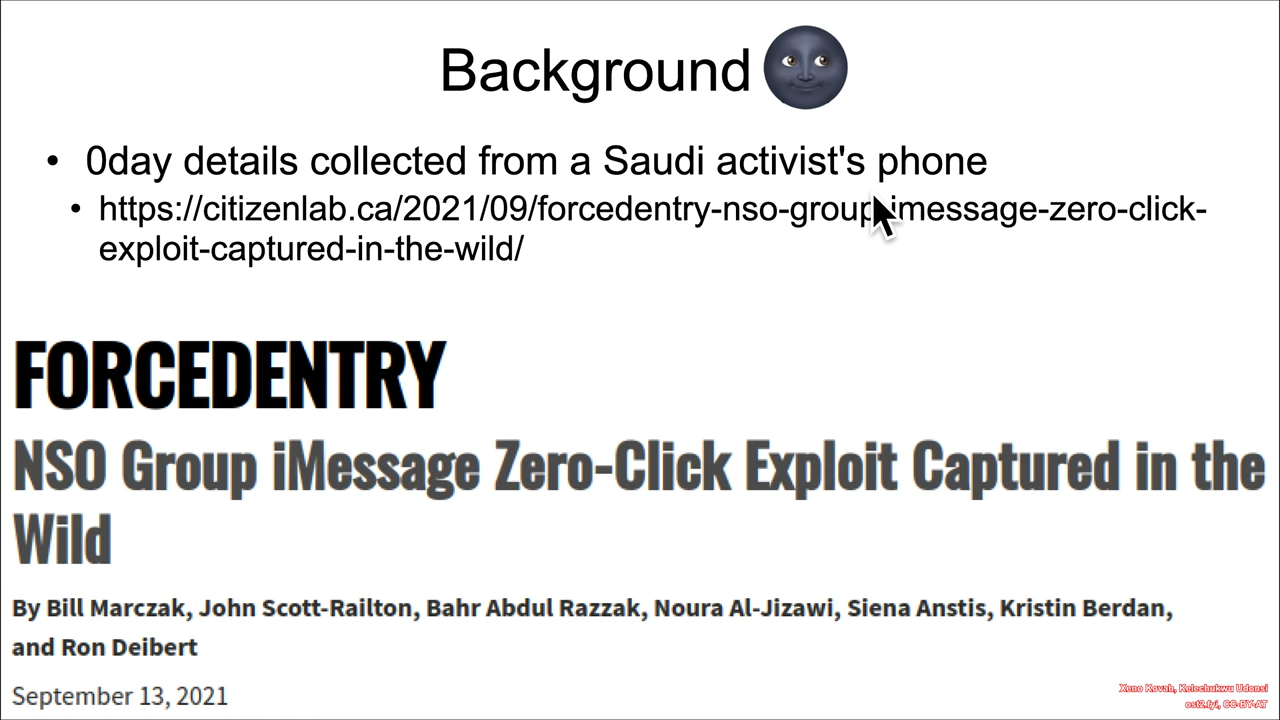 Background
• 0day details collected from a Saudi activist's phone
• https://citizenlab.ca/2021/09/forcedentry-nso-group-imessage-zero-click-
exploit-captured-in-the-wild/
FORCEDENTRY
NSO Group iMessage Zero-Click Exploit Captured in the
Wild
By Bill Marczak, John Scott-Railton, Bahr Abdul Razzak, Noura Al-Jizawi, Siena Anstis, Kristin Berdan,
and Ron Deibert
September 13, 2021
Xeno Kovah, Kelechukwu Udonsi
ost2.fyi, CC-BY-AT